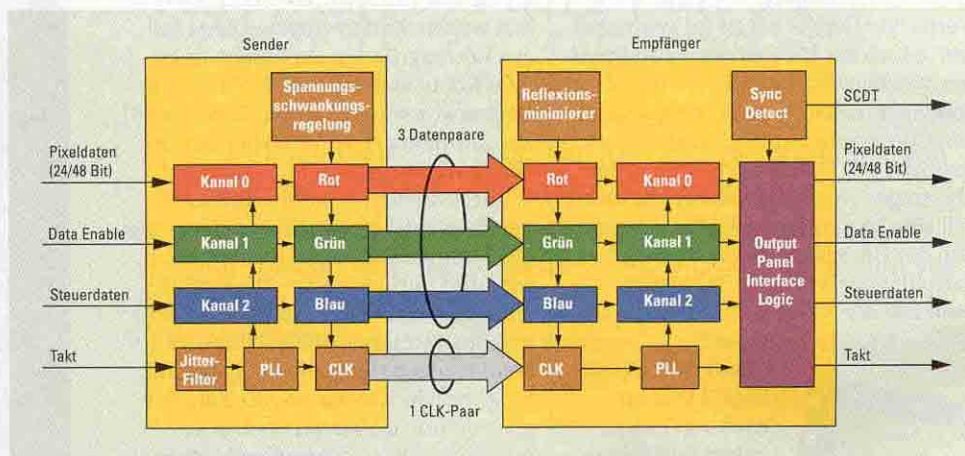 Sender
Empfänger
Spannungs-
schwankungs-
regelung
3 Datenpaare
Reflexions-
minimierer
Sync
Detect
SCDT
Pixeldaten
(24/48 Bit)
Kanal 0
Rot
Rot
Kanal 0
Pixeldaten
(24/48 Bit)
Data Enable
Kanal 1
Grün
Grün
Kanal 1
Output
Panel
Interface
Logic
Data Enable
Steuerdaten
Kanal 2
Blau
Blau
Kanal 2
Steuerdaten
Takt
Jitter-
Filter
PLL
CLK
CLK
PLL
Takt
1 CLK-Paar